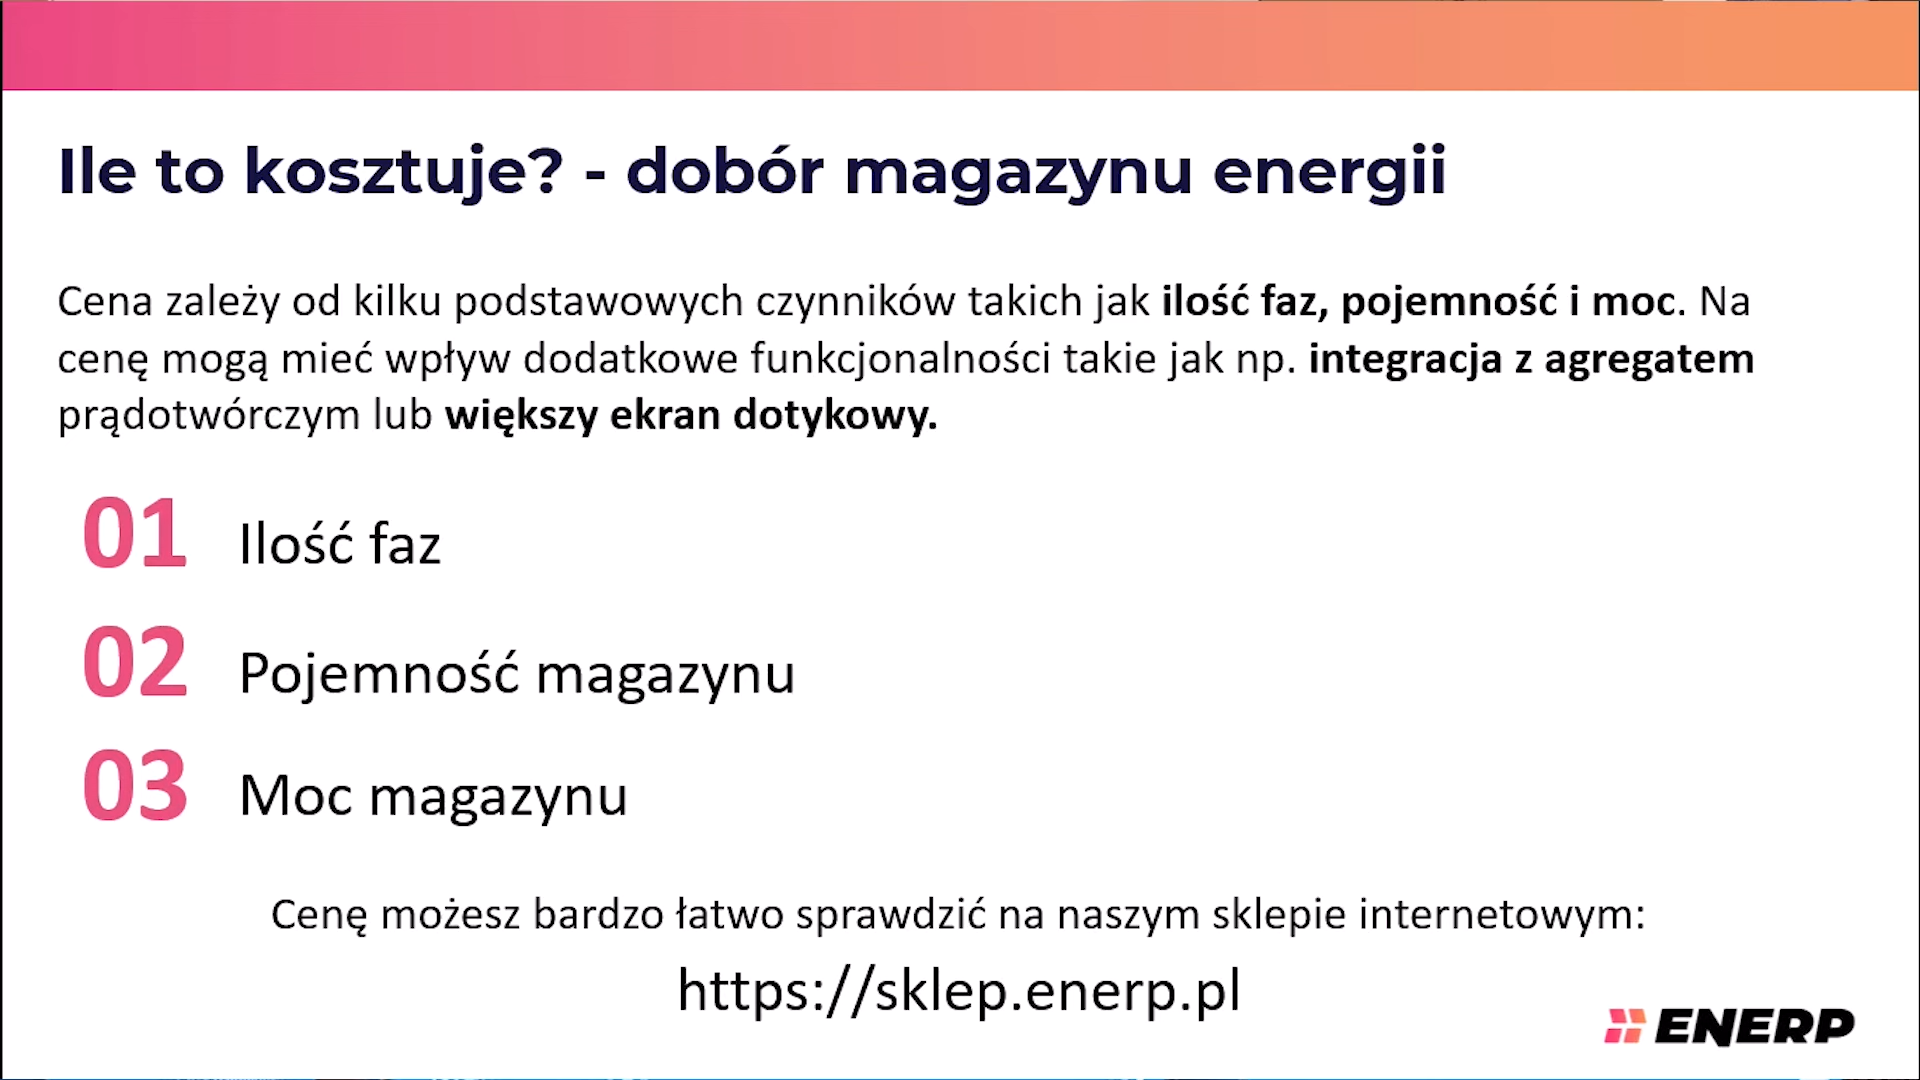 Ile to kosztuje? - dobór magazynu energii
Cena zależy od kilku podstawowych czynników takich jak ilość faz, pojemność i moc. Na
cenę mogą mieć wpływ dodatkowe funkcjonalności takie jak np. integracja z agregatem
prądotwórczym lub większy ekran dotykowy.
01 Ilość faz
02 Pojemność magazynu
03 Moc magazynu
Cenę możesz bardzo łatwo sprawdzić na naszym sklepie internetowym:
https://sklep.enerp.pl
ENERP